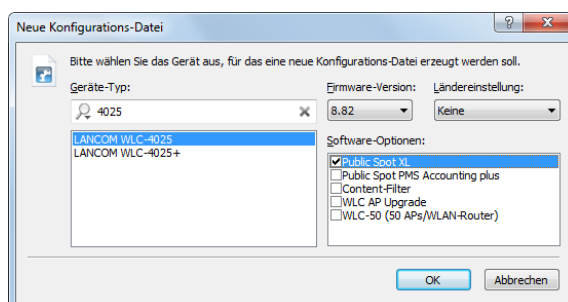 Neue Konfigurations-Datei
Bitte wählen Sie das Gerät aus, für das eine neue Konfigurations-Datei erzeugt werden soll.
Geräte-Typ:
4025
LANCOM WLC-4025
LANCOM WLC-4025+
Firmware-Version:
8.82
Ländereinstellung:
Keine
Software-Optionen:
Public Spot XL
Public Spot PMS Accounting plus
Content-Filter
WLC AP Upgrade
WLC-50 (50 APs/WLAN-Router)
OK
Abbrechen